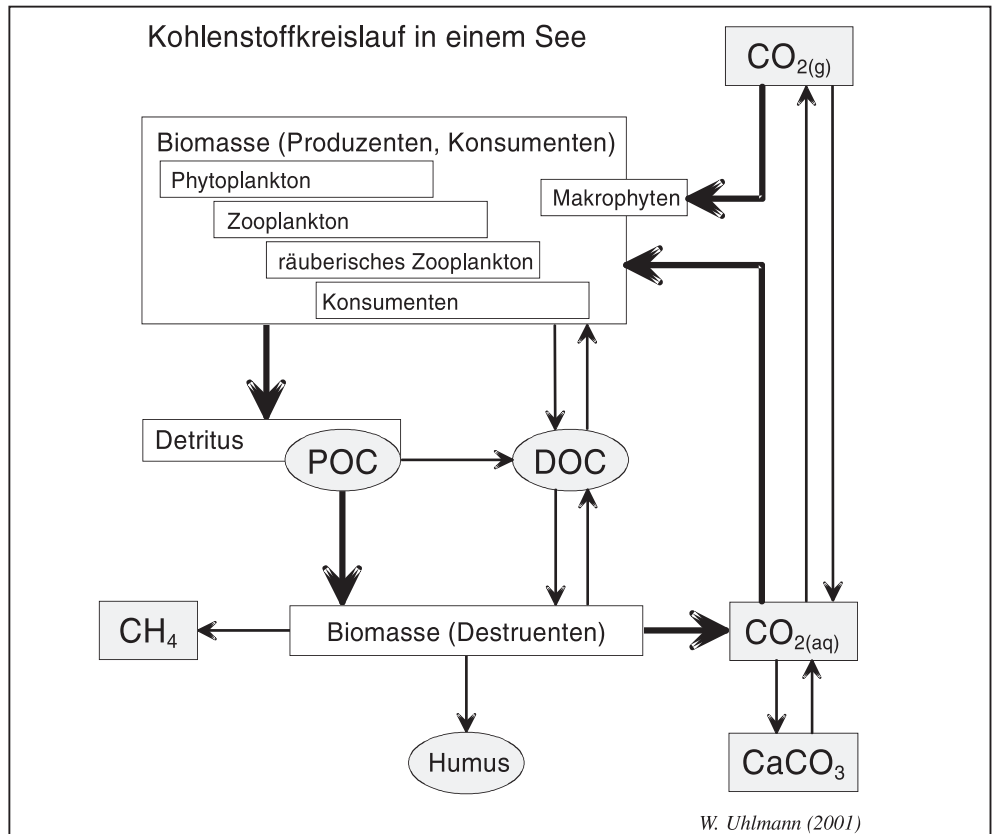 Kohlenstoffkreislauf in einem See
CO2(g)
Biomasse (Produzenten, Konsumenten)
Phytoplankton
Makrophyten
Zooplankton
räuberisches Zooplankton
Konsumenten
Detritus
POC
DOC
CH4
Biomasse (Destruenten)
CO2(aq)
Humus
CaCO3
W. Uhlmann (2001)